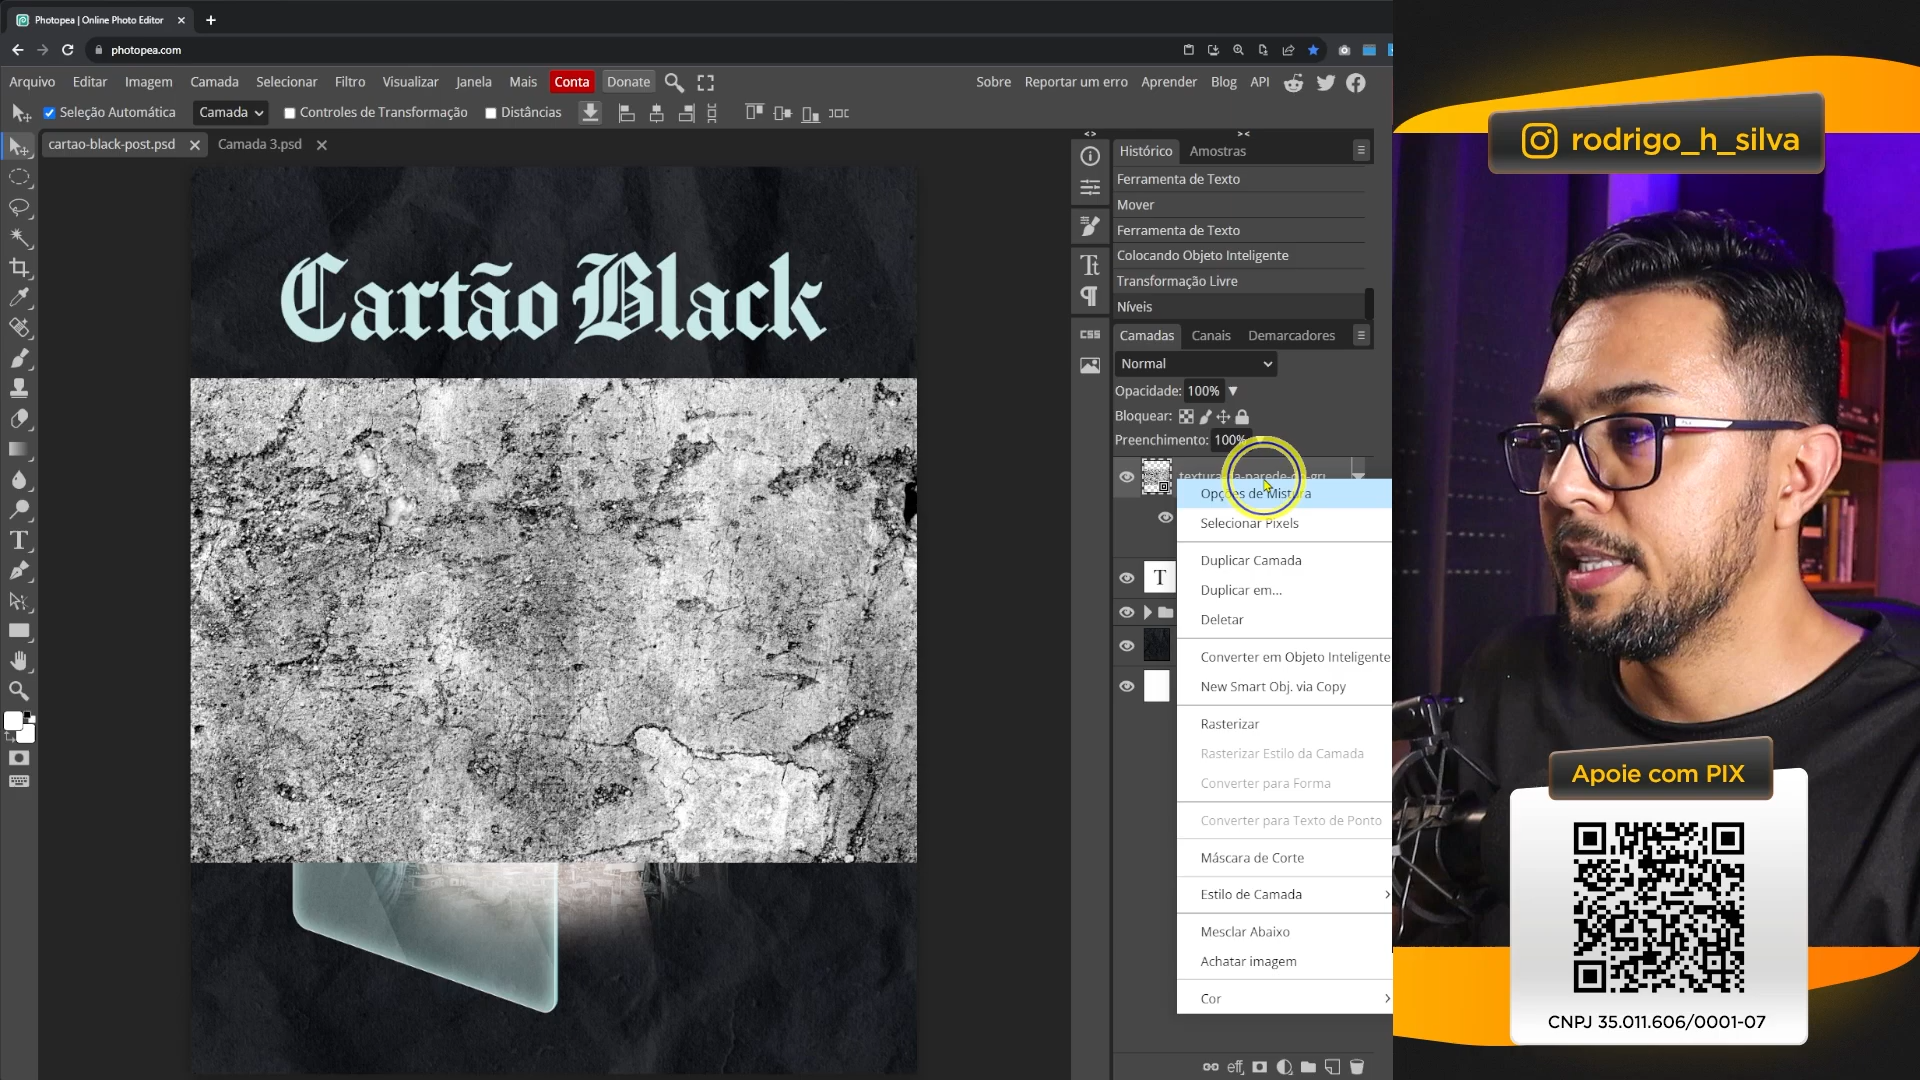 Photopea | Online Photo Editor
photopea.com
Arquivo Editar Imagem Camada Selecionar Filtro Visualizar Janela Mais Conta Donate
Sobre Reportar um erro Aprender Blog API
Seleção Automática Camada Controles de Transformação Distâncias
cartao-black-post.psd Camada 3.psd
Cartão Black
Histórico Amostras
Ferramenta de Texto
Mover
Ferramenta de Texto
Colocando Objeto Inteligente
Transformação Livre
Níveis
CSS
Camadas Canais Demarcadores
Normal
Opacidade: 100%
Bloquear:
Preenchimento: 100%
Opções de Mistura
Selecionar Pixels
Duplicar Camada
Duplicar em...
Deletar
Converter em Objeto Inteligente
New Smart Obj. via Copy
Rasterizar
Rasterizar Estilo da Camada
Converter para Forma
Converter para Texto de Ponto
Máscara de Corte
Estilo de Camada
Mesclar Abaixo
Achatar imagem
Cor
eff
rodrigo_h_silva
Apoie com PIX
CNPJ 35.011.606/0001-07